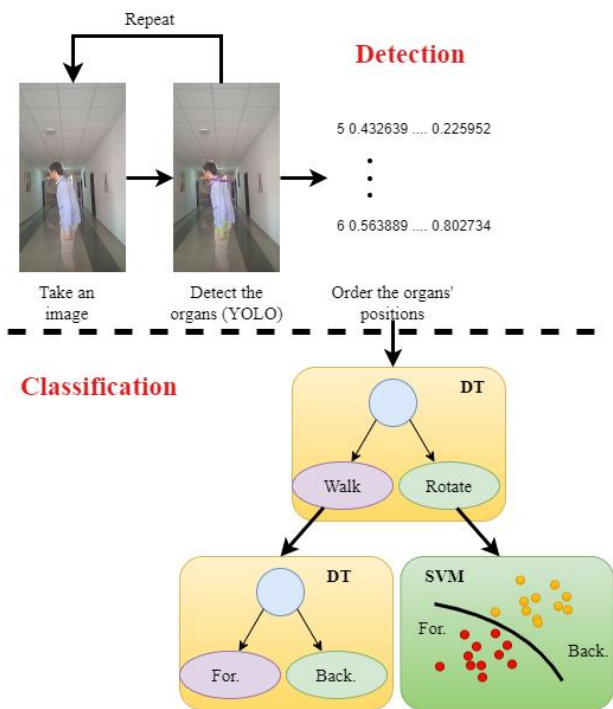 Repeat
Detection
5 0.432639 .... 0.225952
6 0.563889 .... 0.802734
Take an
image
Detect the
organs (YOLO)
Order the organs'
positions
Classification
DT
Walk
Rotate
DT
For.
Back.
SVM
For.
Back.